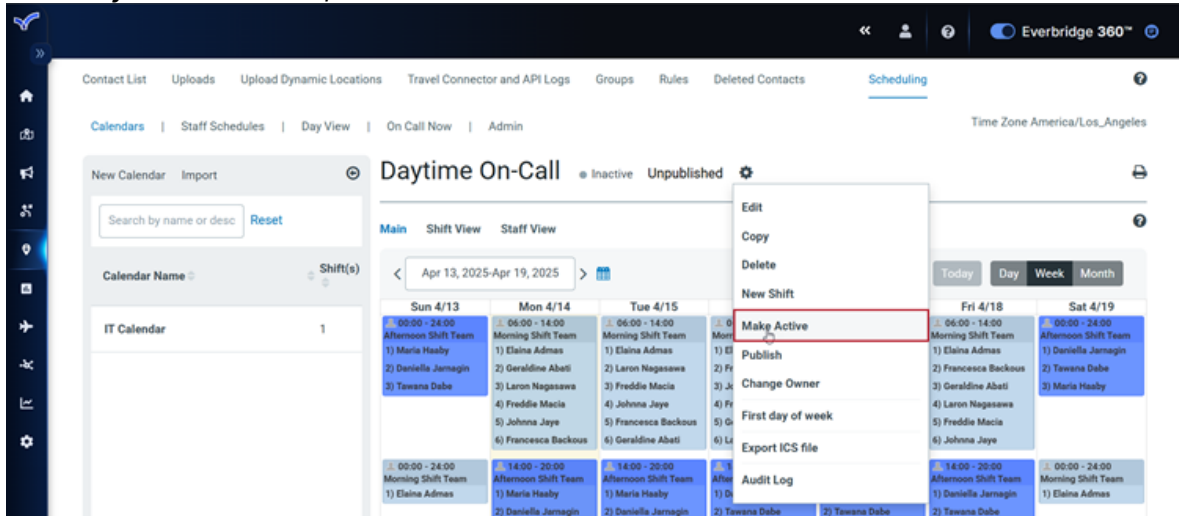 Everbridge 360™
Contact List Uploads Upload Dynamic Locations Travel Connector and API Logs Groups Rules Deleted Contacts Scheduling
Calendars | Staff Schedules | Day View | On Call Now | Admin Time Zone America/Los_Angeles
New Calendar Import
Search by name or desc Reset
Calendar Name Shift(s)
IT Calendar 1
Daytime On-Call Inactive Unpublished
Main Shift View Staff View
Apr 13, 2025-Apr 19, 2025
Today Day Week Month
Edit
Copy
Delete
New Shift
Make Active
Publish
Change Owner
First day of week
Export ICS file
Audit Log
Sun 4/13
00:00 - 24:00
Afternoon Shift Team
1) Maria Haaby
2) Daniella Jarnagin
3) Tawana Dabe
00:00 - 24:00
Morning Shift Team
1) Elaina Admas
Mon 4/14
06:00 - 14:00
Morning Shift Team
1) Elaina Admas
2) Geraldine Abati
3) Laron Nagasawa
4) Freddie Macia
5) Johnna Jaye
6) Francesca Backous
14:00 - 20:00
Afternoon Shift Team
1) Maria Haaby
2) Daniella Jarnagin
Tue 4/15
06:00 - 14:00
Morning Shift Team
1) Elaina Admas
2) Laron Nagasawa
3) Freddie Macia
4) Johnna Jaye
5) Francesca Backous
6) Geraldine Abati
14:00 - 20:00
Afternoon Shift Team
1) Maria Haaby
2) Daniella Jarnagin
2) Tawana Dabe
2) Tawana Dabe
Fri 4/18
06:00 - 14:00
Morning Shift Team
1) Elaina Admas
2) Francesca Backous
3) Geraldine Abati
4) Laron Nagasawa
5) Freddie Macia
6) Johnna Jaye
14:00 - 20:00
Afternoon Shift Team
1) Daniella Jarnagin
2) Tawana Dabe
Sat 4/19
00:00 - 24:00
Afternoon Shift Team
1) Daniella Jarnagin
2) Tawana Dabe
3) Maria Haaby
00:00 - 24:00
Morning Shift Team
1) Elaina Admas